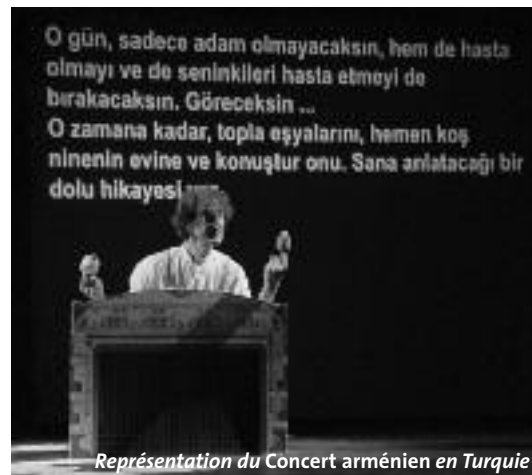 O gün, sadece adam olmayacaksın, hem de hasta
olmayı ve de seninkileri hasta etmeyi de
bırakacaksın. Göreceksin ...
O zamana kadar, topla eşyalarını, hemen koş
ninenin evine ve konuştur onu. Sana anlatacağı bir
dolu hikayesi
Représentation du Concert arménien en Turquie